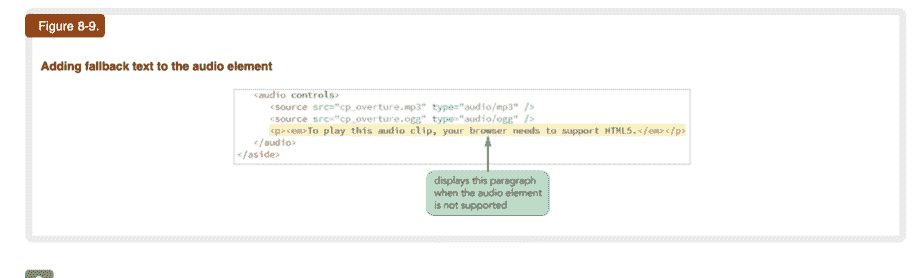 Figure 8-9.
Adding fallback text to the audio element
<audio controls>
<source src="cp_overture.mp3" type="audio/mp3" />
<source src="cp_overture.ogg" type="audio/ogg" />
<p><em>To play this audio clip, your browser needs to support HTML5.</em></p>
</audio>
</aside>
displays this paragraph
when the audio element
is not supported